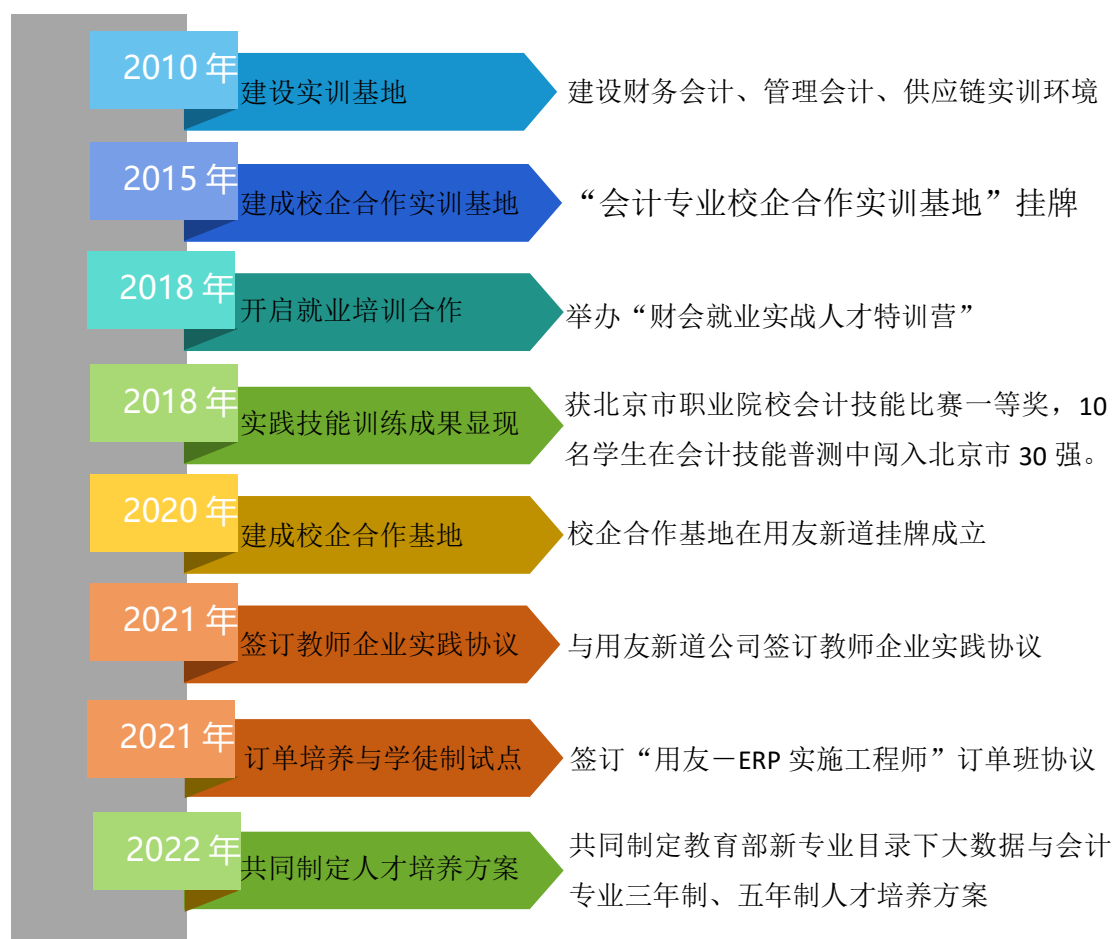 2010 年
建设实训基地
建设财务会计、管理会计、供应链实训环境
2015 年
建成校企合作实训基地
“会计专业校企合作实训基地”挂牌
2018 年
开启就业培训合作
举办“财会就业实战人才特训营”
2018 年
实践技能训练成果显现
获北京市职业院校会计技能比赛一等奖，10
名学生在会计技能普测中闯入北京市 30 强。
2020 年
建成校企合作基地
校企合作基地在用友新道挂牌成立
2021 年
签订教师企业实践协议
与用友新道公司签订教师企业实践协议
2021 年
订单培养与学徒制试点
签订“用友－ERP 实施工程师”订单班协议
2022 年
共同制定人才培养方案
共同制定教育部新专业目录下大数据与会计
专业三年制、五年制人才培养方案